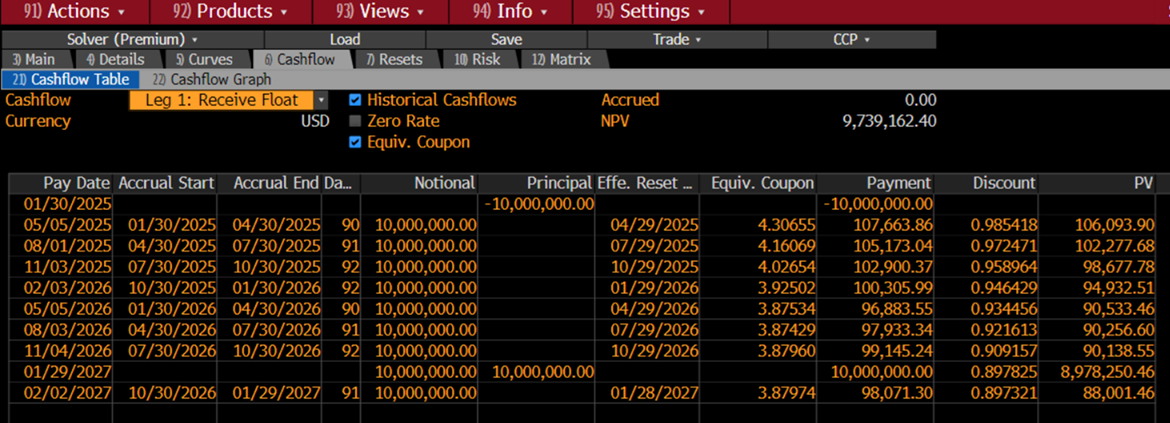 91) Actions 92) Products 93) Views 94) Info 95) Settings
Solver (Premium) Load Save Trade CCP
3) Main 4) Details 5) Curves 6) Cashflow 7) Resets 10) Risk 12) Matrix
21) Cashflow Table 22) Cashflow Graph
Cashflow Leg 1: Receive Float Historical Cashflows Accrued 0.00
Currency USD Zero Rate NPV 9,739,162.40
Equiv. Coupon
Pay Date Accrual Start Accrual End Da... Notional Principal Effe. Reset ... Equiv. Coupon Payment Discount PV
01/30/2025 -10,000,000.00 -10,000,000.00
05/05/2025 01/30/2025 04/30/2025 90 10,000,000.00 04/29/2025 4.30655 107,663.86 0.985418 106,093.90
08/01/2025 04/30/2025 07/30/2025 91 10,000,000.00 07/29/2025 4.16069 105,173.04 0.972471 102,277.68
11/03/2025 07/30/2025 10/30/2025 92 10,000,000.00 10/29/2025 4.02654 102,900.37 0.958964 98,677.78
02/03/2026 10/30/2025 01/30/2026 92 10,000,000.00 01/29/2026 3.92502 100,305.99 0.946429 94,932.51
05/05/2026 01/30/2026 04/30/2026 90 10,000,000.00 04/29/2026 3.87534 96,883.55 0.934456 90,533.46
08/03/2026 04/30/2026 07/30/2026 91 10,000,000.00 07/29/2026 3.87429 97,933.34 0.921613 90,256.60
11/04/2026 07/30/2026 10/30/2026 92 10,000,000.00 10/29/2026 3.87960 99,145.24 0.909157 90,138.55
01/29/2027 10,000,000.00 10,000,000.00 10,000,000.00 0.897825 8,978,250.46
02/02/2027 10/30/2026 01/29/2027 91 10,000,000.00 01/28/2027 3.87974 98,071.30 0.897321 88,001.46